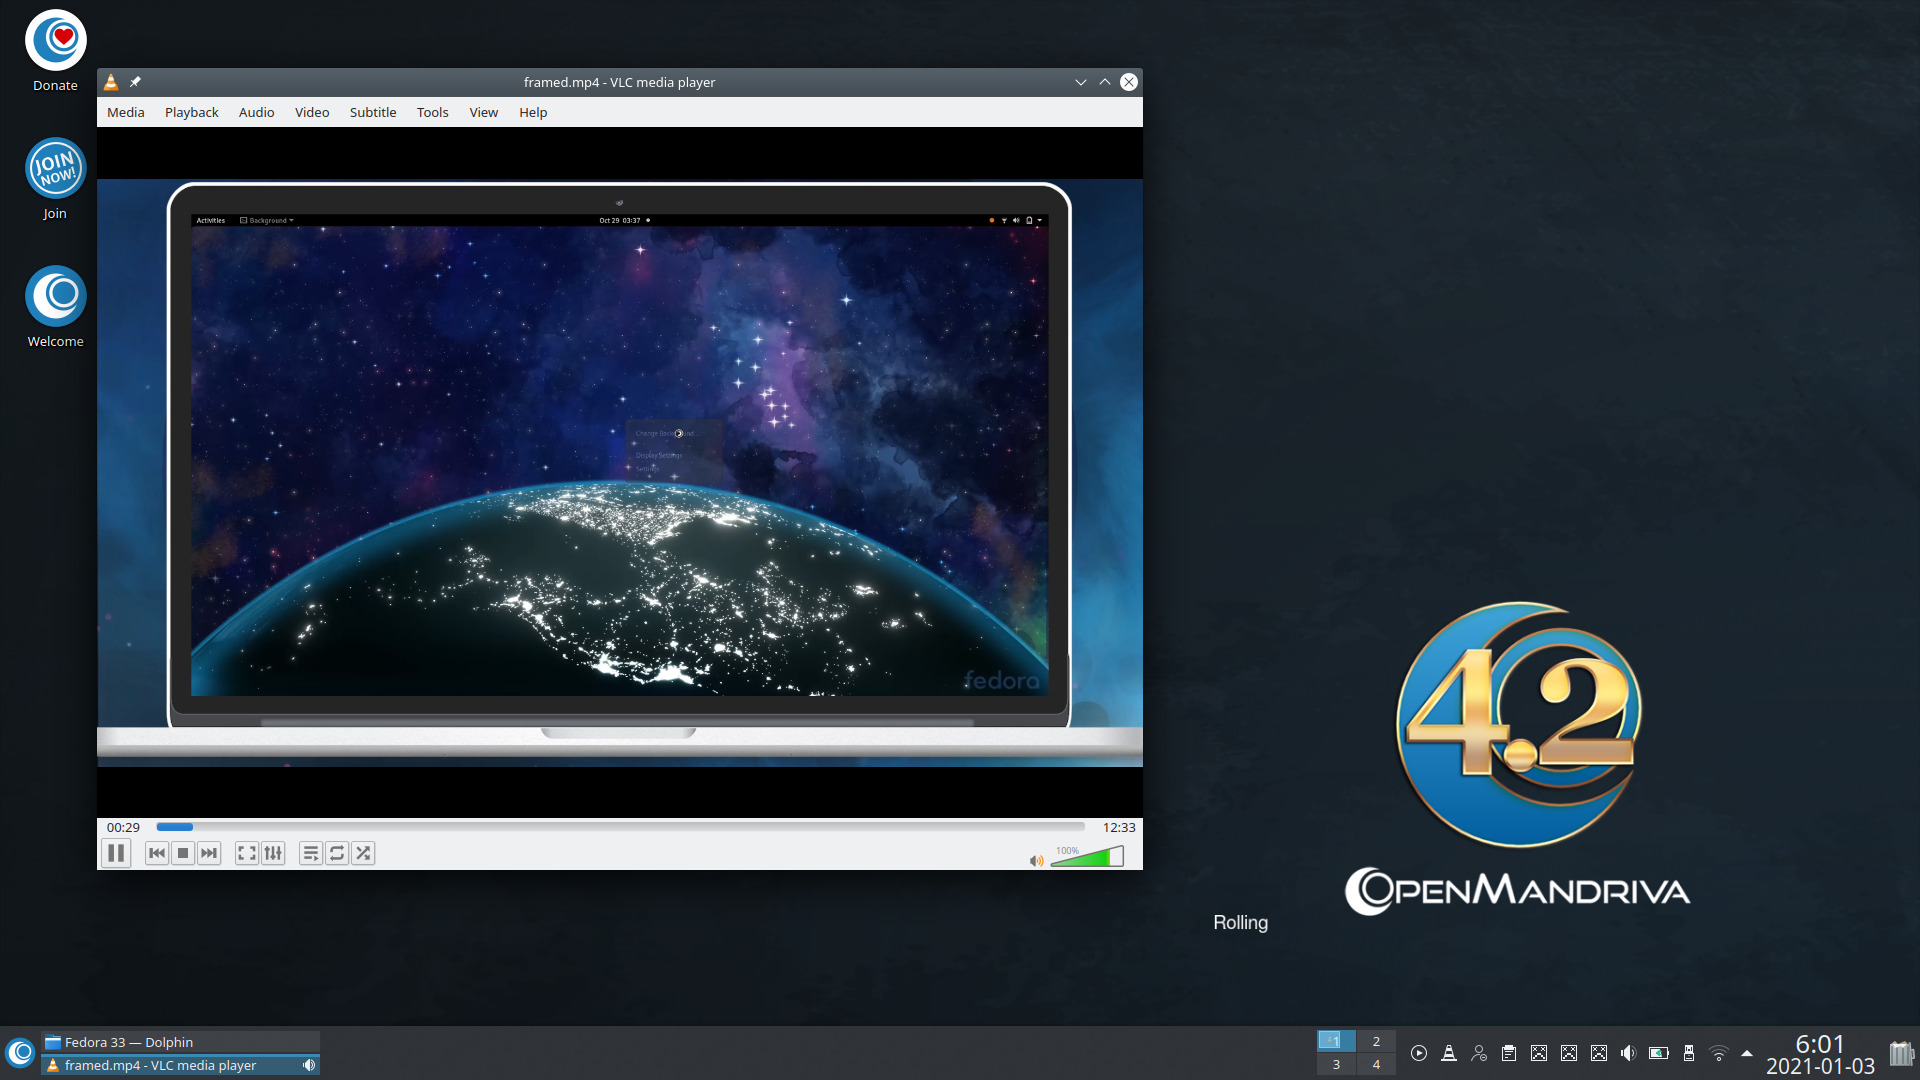 Donate
JOIN
NOW!
Join
Welcome
framed.mp4 - VLC media player
Media Playback Audio Video Subtitle Tools View Help
Activities Background Oct 29 03:37
Change Background...
Display Settings
Settings
fedora
00:29 12:33
100%
4.2
OPENMANDRIVA
Rolling
Fedora 33 — Dolphin
framed.mp4 - VLC media player
1 2
3 4
6:01
2021-01-03